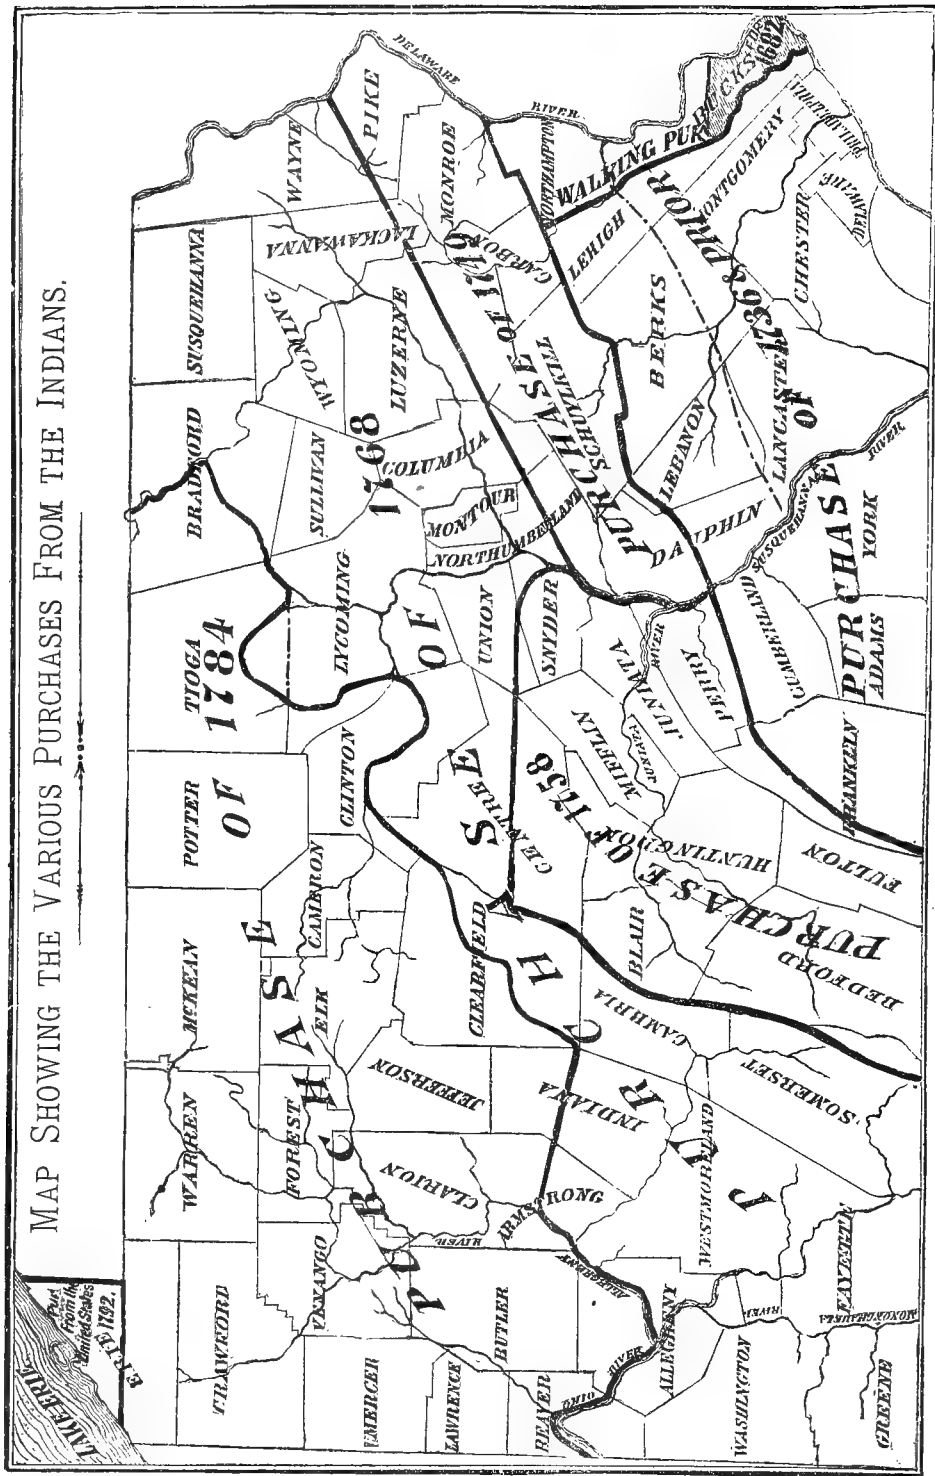 MAP SHOWING THE VARIOUS PURCHASES FROM THE INDIANS.
LAKE ERIE
Purd.
From the
United States
1792.
ERIE
CRAWFORD
MERCER
LAWRENCE
BEAVER
BUTLER
VENANGO
WARREN
FOREST
CLARION
ARMSTRONG
McKEAN
ELK
JEFFERSON
CAMERON
CLEARFIELD
INDIANA
POTTER
CLINTON
CENTRE
TIOGA
LYCOMING
UNION
SNYDER
BRADFORD
SULLIVAN
COLUMBIA
MONTOUR
NORTHUMBERLAND
SUSQUEHANNA
WYOMING
LACKAWANNA
LUZERNE
WAYNE
PIKE
MONROE
CARBON
SCHUYLKILL
NORTHAMPTON
LEHIGH
BERKS
LEBANON
DAUPHIN
BUCKS
MONTGOMERY
PHILADELPHIA
DELAWARE
CHESTER
LANCASTER
YORK
ADAMS
CUMBERLAND
PERRY
JUNIATA
MIFFLIN
HUNTINGDON
FRANKLIN
FULTON
BEDFORD
BLAIR
CAMBRIA
SOMERSET
WESTMORELAND
FAYETTE
ALLEGHANY
WASHINGTON
GREENE
PURCHASE OF 1784
PURCHASE OF 1768
PURCHASE OF 1758
PURCHASE OF 1749
PURCHASE OF 1736 & PRIOR
WALKING PUR
1682
DELAWARE RIVER
SUSQUEHANNA RIVER
JUNIATA RIVER
ALLEGHENY RIVER
RIVER
OHIO RIVER
MONONGAHELA RIVER